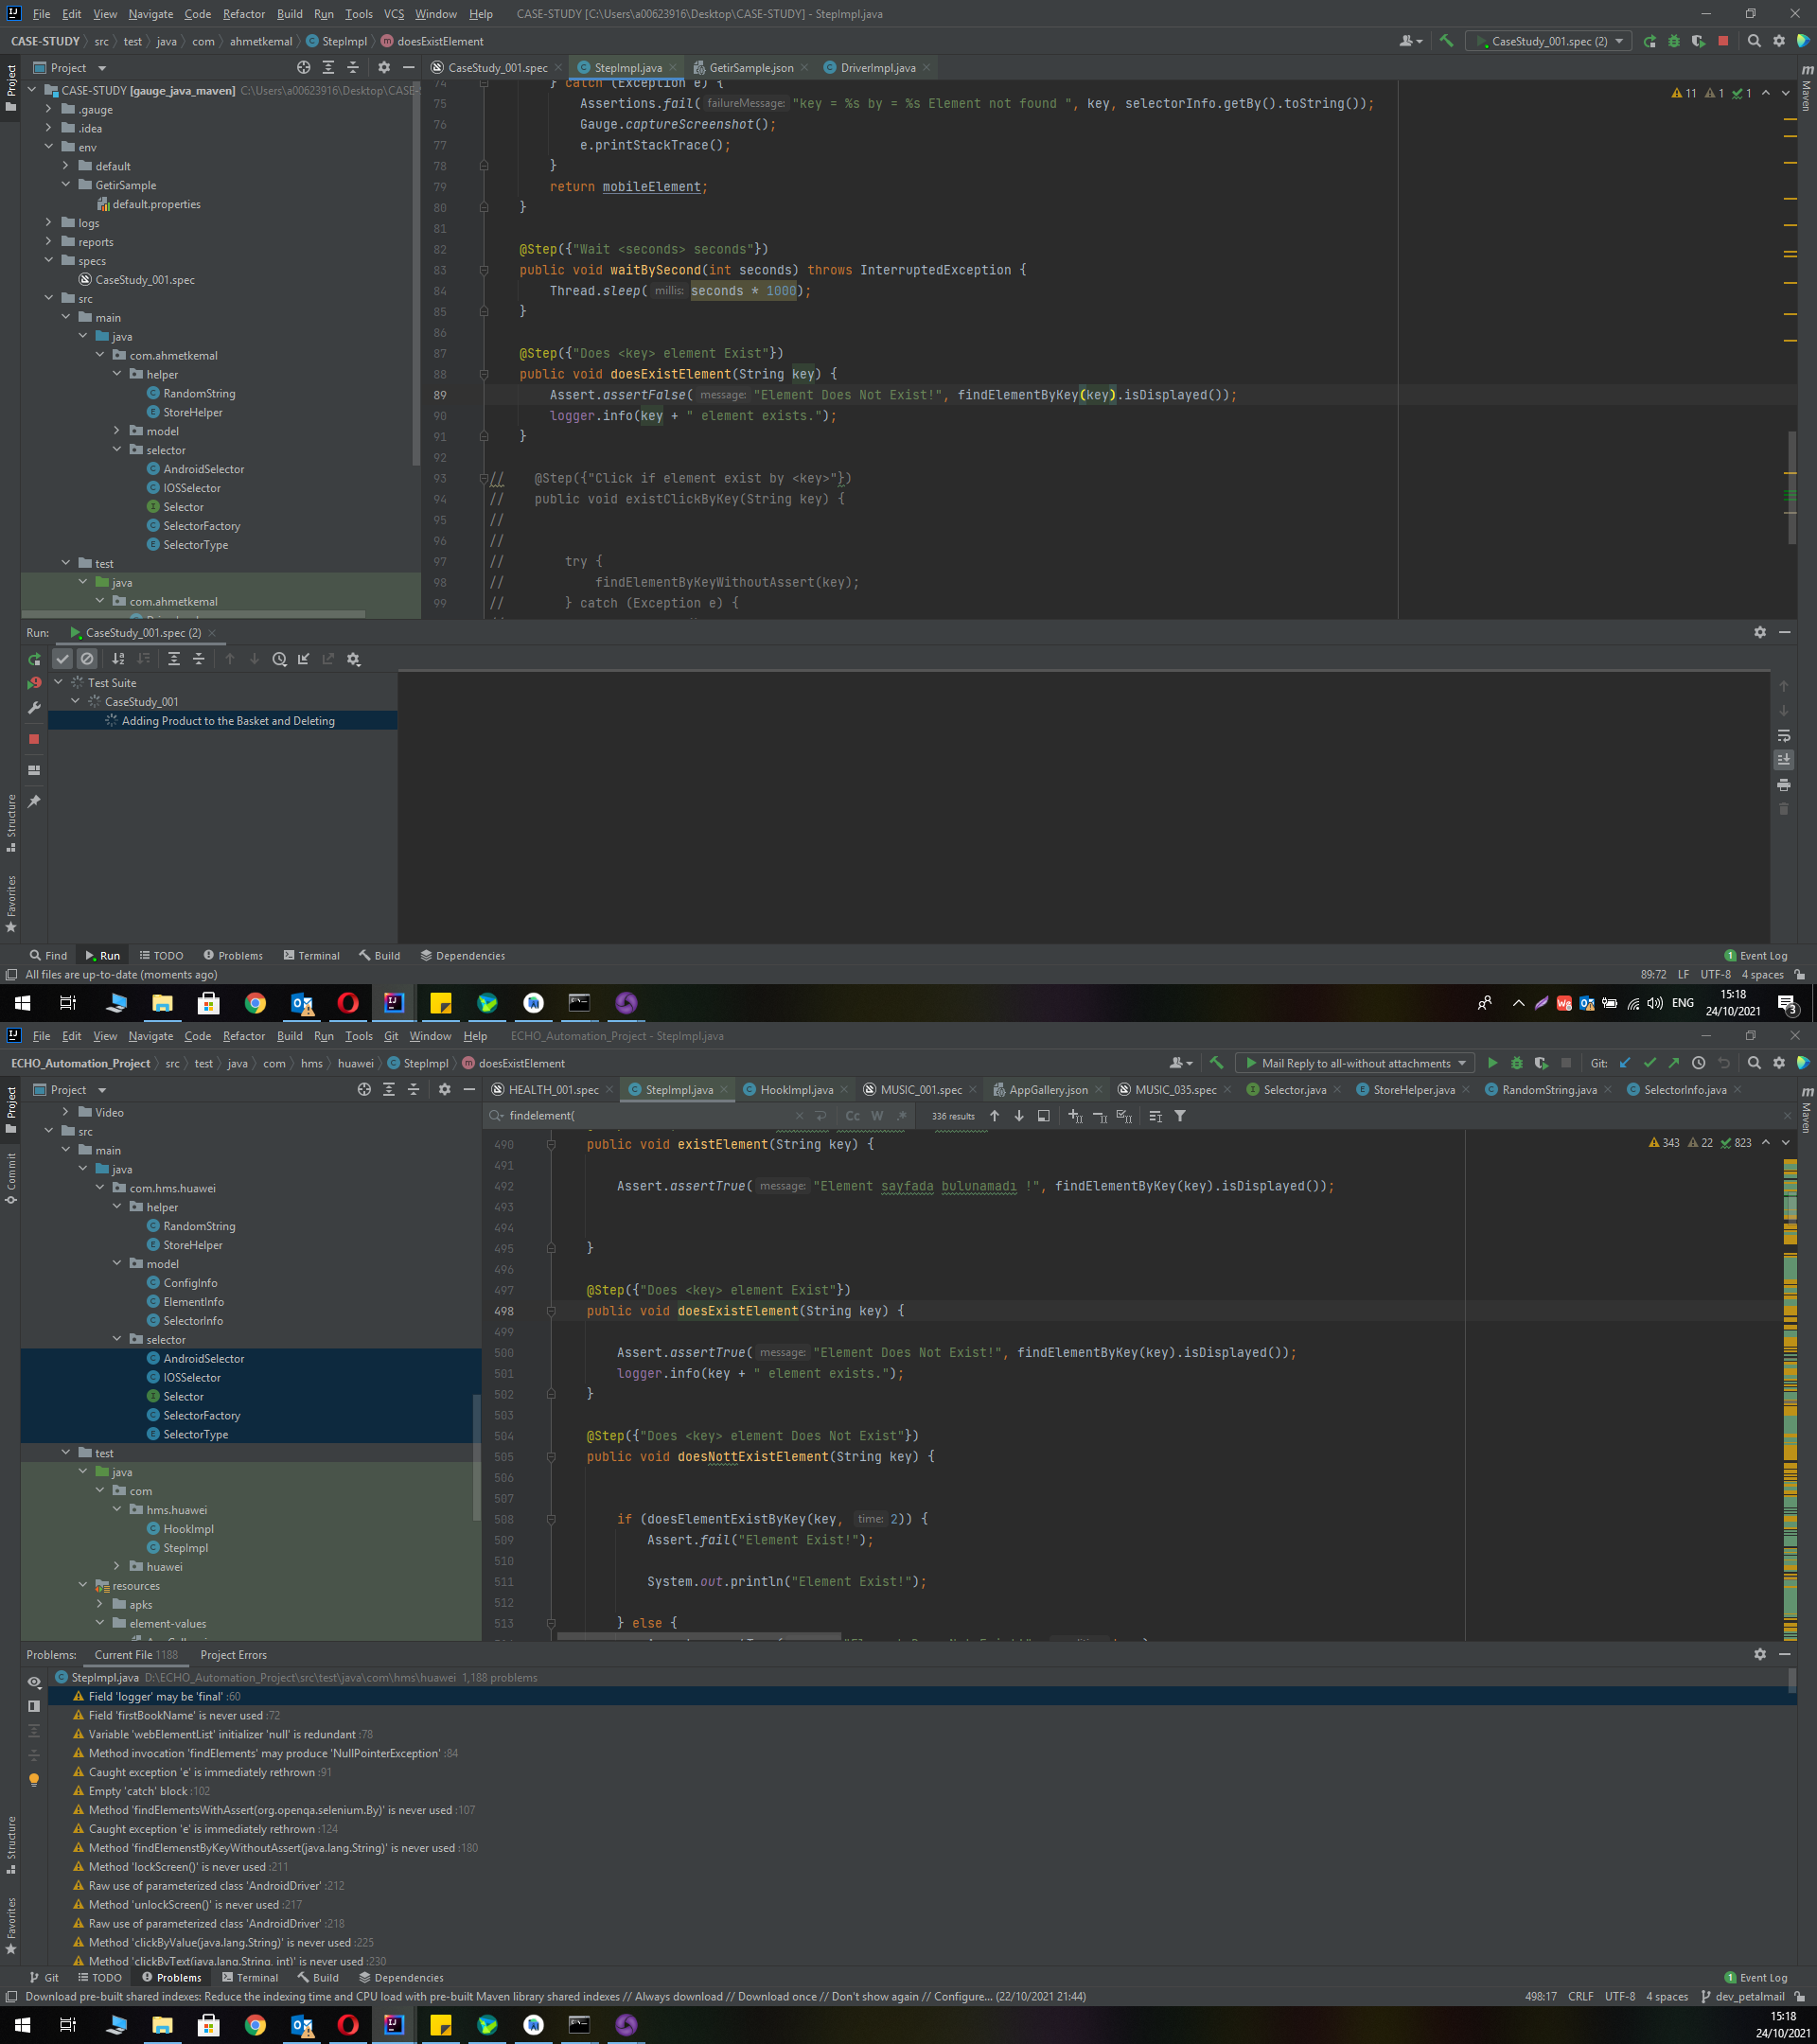 File Edit View Navigate Code Refactor Build Run Tools VCS Window Help CASE-STUDY [C:\Users\a00623916\Desktop\CASE-STUDY] - StepImpl.java
CASE-STUDY src test java com ahmetkemal StepImpl doesExistElement CaseStudy_001.spec (2)
Project CaseStudy_001.spec StepImpl.java GetirSample.json DriverImpl.java
Project
Maven
CASE-STUDY [gauge_java_maven] C:\Users\a00623916\Desktop\CASE-
.gauge
.idea
env
default
GetirSample
default.properties
logs
reports
specs
CaseStudy_001.spec
src
main
java
com.ahmetkemal
helper
RandomString
StoreHelper
model
selector
AndroidSelector
IOSSelector
Selector
SelectorFactory
SelectorType
test
java
com.ahmetkemal
11 1 1
74 } catch (Exception e) {
75 Assertions.fail( failureMessage: "key = %s by = %s Element not found ", key, selectorInfo.getBy().toString());
76 Gauge.captureScreenshot();
77 e.printStackTrace();
78 }
79 return mobileElement;
80 }
81
82 @Step({"Wait <seconds> seconds"})
83 public void waitBySecond(int seconds) throws InterruptedException {
84 Thread.sleep( millis: seconds * 1000);
85 }
86
87 @Step({"Does <key> element Exist"})
88 public void doesExistElement(String key) {
89 Assert.assertFalse( message: "Element Does Not Exist!", findElementByKey(key).isDisplayed());
90 logger.info(key + " element exists.");
91 }
92
93 // @Step({"Click if element exist by <key>"})
94 // public void existClickByKey(String key) {
95 //
96 //
97 // try {
98 // findElementByKeyWithoutAssert(key);
99 // } catch (Exception e) {
Run: CaseStudy_001.spec (2)
Test Suite
CaseStudy_001
Adding Product to the Basket and Deleting
Structure
Favorites
Find Run TODO Problems Terminal Build Dependencies 1 Event Log
All files are up-to-date (moments ago) 89:72 LF UTF-8 4 spaces
ENG 15:18
24/10/2021 3
File Edit View Navigate Code Refactor Build Run Tools Git Window Help ECHO_Automation_Project - StepImpl.java
ECHO_Automation_Project src test java com hms huawei StepImpl doesExistElement Mail Reply to all-without attachments Git:
Project HEALTH_001.spec StepImpl.java HookImpl.java MUSIC_001.spec AppGallery.json MUSIC_035.spec Selector.java StoreHelper.java RandomString.java SelectorInfo.java
Project
Commit
Maven
findelement( Cc W .* 336 results
Video
src
main
java
com.hms.huawei
helper
RandomString
StoreHelper
model
ConfigInfo
ElementInfo
SelectorInfo
selector
AndroidSelector
IOSSelector
Selector
SelectorFactory
SelectorType
test
java
com
hms.huawei
HookImpl
StepImpl
huawei
resources
apks
element-values
343 22 823
490 public void existElement(String key) {
491
492 Assert.assertTrue( message: "Element sayfada bulunamadı !", findElementByKey(key).isDisplayed());
493
494
495 }
496
497 @Step({"Does <key> element Exist"})
498 public void doesExistElement(String key) {
499
500 Assert.assertTrue( message: "Element Does Not Exist!", findElementByKey(key).isDisplayed());
501 logger.info(key + " element exists.");
502 }
503
504 @Step({"Does <key> element Does Not Exist"})
505 public void doesNottExistElement(String key) {
506
507
508 if (doesElementExistByKey(key, time: 2)) {
509 Assert.fail("Element Exist!");
510
511 System.out.println("Element Exist!");
512
513 } else {
Problems: Current File 1188 Project Errors
StepImpl.java D:\ECHO_Automation_Project\src\test\java\com\hms\huawei 1,188 problems
Field 'logger' may be 'final' :60
Field 'firstBookName' is never used :72
Variable 'webElementList' initializer 'null' is redundant :78
Method invocation 'findElements' may produce 'NullPointerException' :84
Caught exception 'e' is immediately rethrown :91
Empty 'catch' block :102
Method 'findElementsWithAssert(org.openqa.selenium.By)' is never used :107
Caught exception 'e' is immediately rethrown :124
Method 'findElemenstByKeyWithoutAssert(java.lang.String)' is never used :180
Method 'lockScreen()' is never used :211
Raw use of parameterized class 'AndroidDriver' :212
Method 'unlockScreen()' is never used :217
Raw use of parameterized class 'AndroidDriver' :218
Method 'clickByValue(java.lang.String)' is never used :225
Method 'clickByText(java.lang.String, int)' is never used :230
Structure
Favorites
Git TODO Problems Terminal Build Dependencies 1 Event Log
Download pre-built shared indexes: Reduce the indexing time and CPU load with pre-built Maven library shared indexes // Always download // Download once // Don't show again // Configure... (22/10/2021 21:44) 498:17 CRLF UTF-8 4 spaces dev_petalmail
15:18
24/10/2021